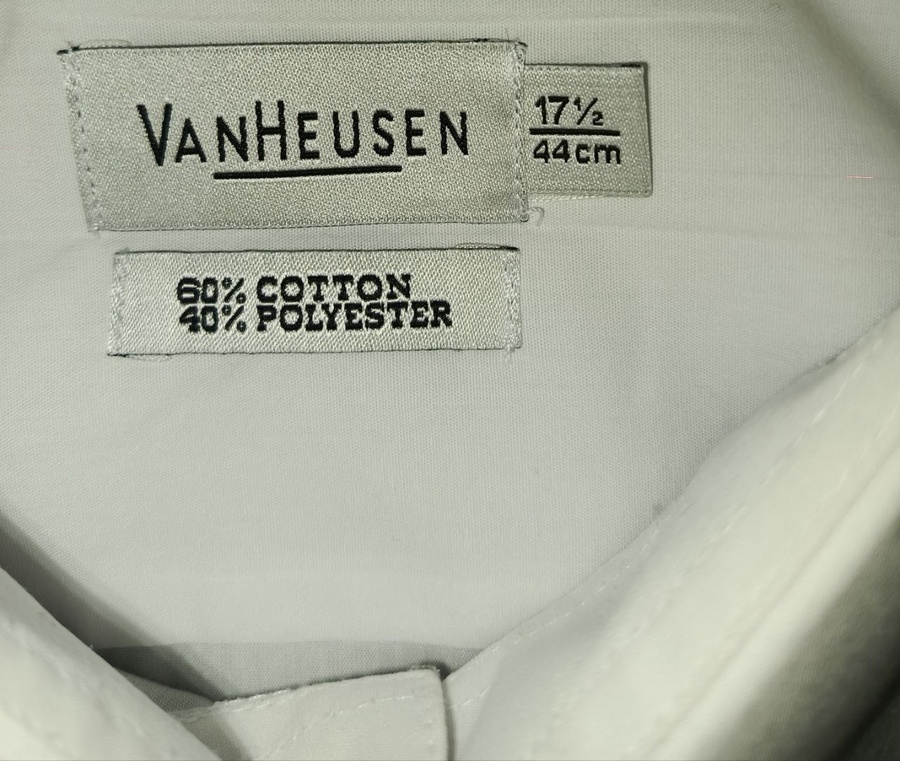 VANHEUSEN
17½
44cm
60% COTTON
40% POLYESTER